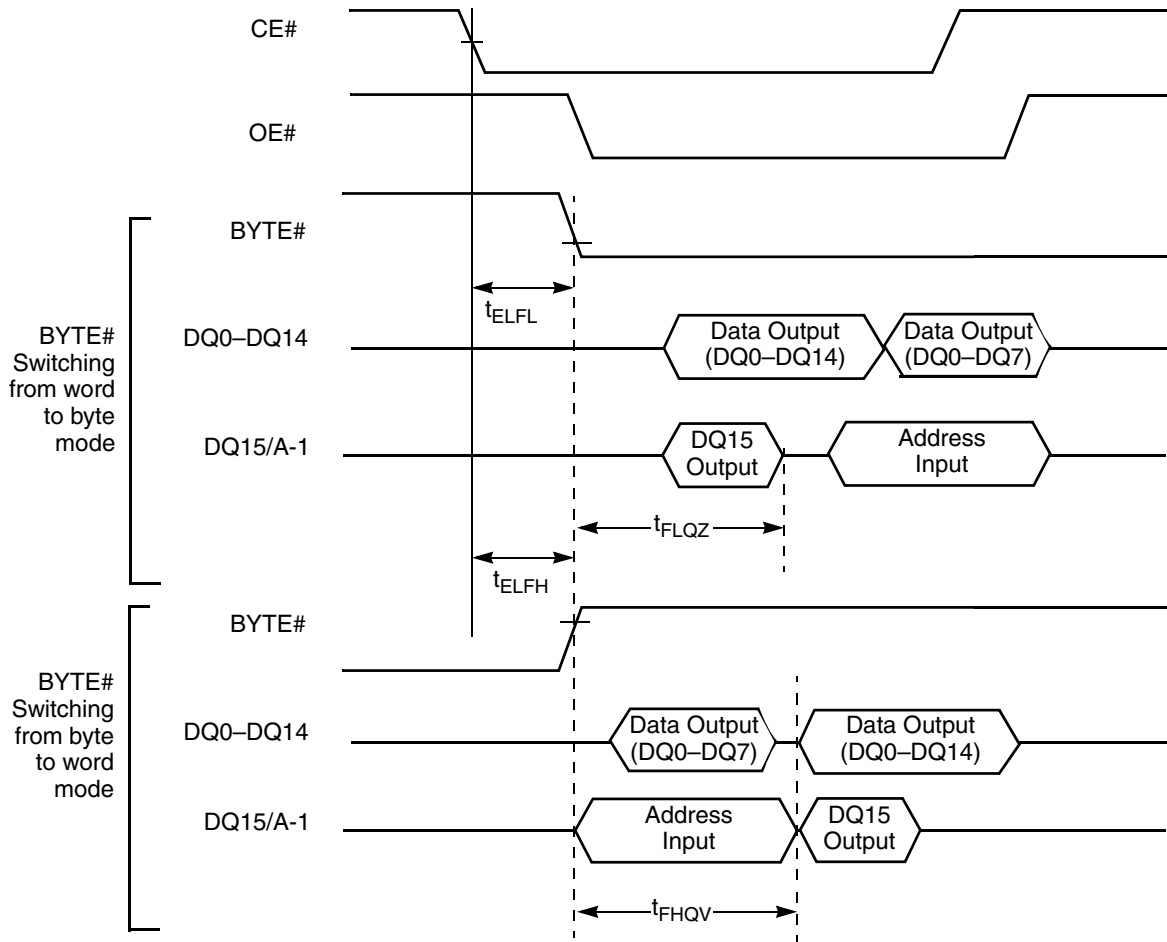 CE#
OE#
BYTE#
tELFL
BYTE#
Switching
from word
to byte
mode
DQ0–DQ14
Data Output
(DQ0–DQ14)
Data Output
(DQ0–DQ7)
DQ15/A-1
DQ15
Output
Address
Input
tFLQZ
tELFH
BYTE#
BYTE#
Switching
from byte
to word
mode
DQ0–DQ14
Data Output
(DQ0–DQ7)
Data Output
(DQ0–DQ14)
DQ15/A-1
Address
Input
DQ15
Output
tFHQV